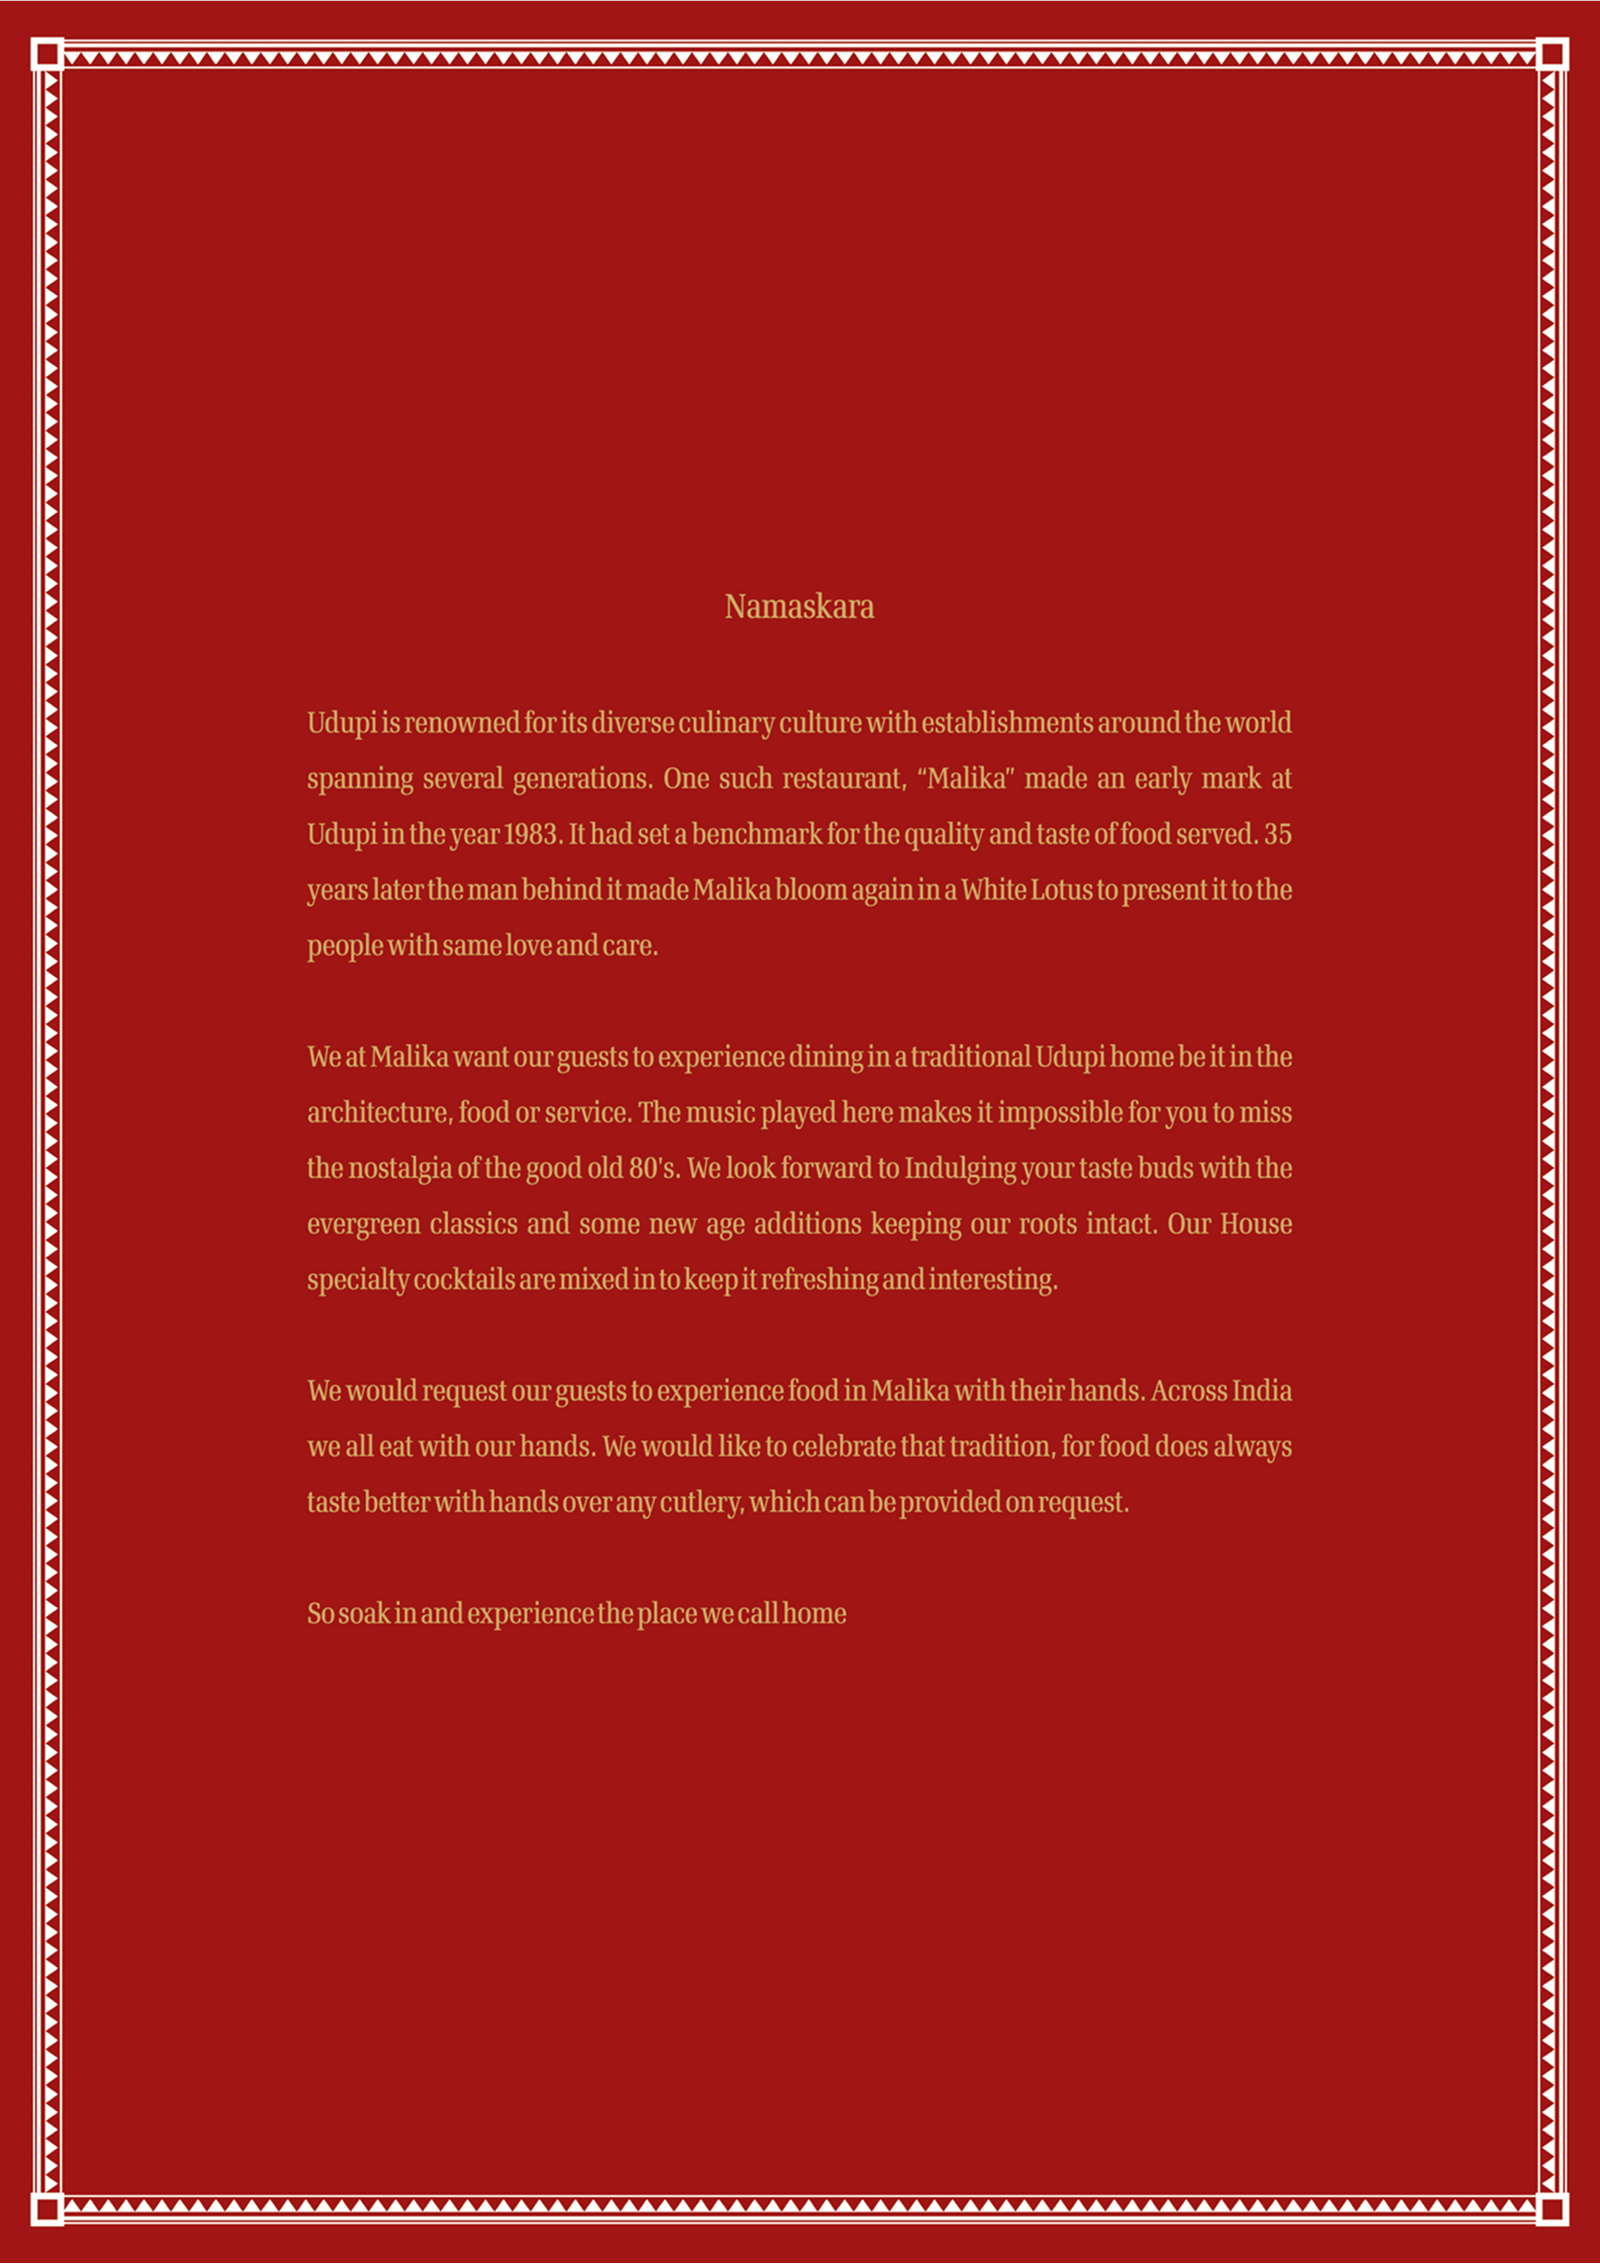 Namaskara
Udupi is renowned for its diverse culinary culture with establishments around the world
spanning several generations. One such restaurant, “Malika” made an early mark at
Udupi in the year 1983. It had set a benchmark for the quality and taste of food served. 35
years later the man behind it made Malika bloom again in a White Lotus to present it to the
people with same love and care.
We at Malika want our guests to experience dining in a traditional Udupi home be it in the
architecture, food or service. The music played here makes it impossible for you to miss
the nostalgia of the good old 80's. We look forward to Indulging your taste buds with the
evergreen classics and some new age additions keeping our roots intact. Our House
specialty cocktails are mixed in to keep it refreshing and interesting.
We would request our guests to experience food in Malika with their hands. Across India
we all eat with our hands. We would like to celebrate that tradition, for food does always
taste better with hands over any cutlery, which can be provided on request.
So soak in and experience the place we call home